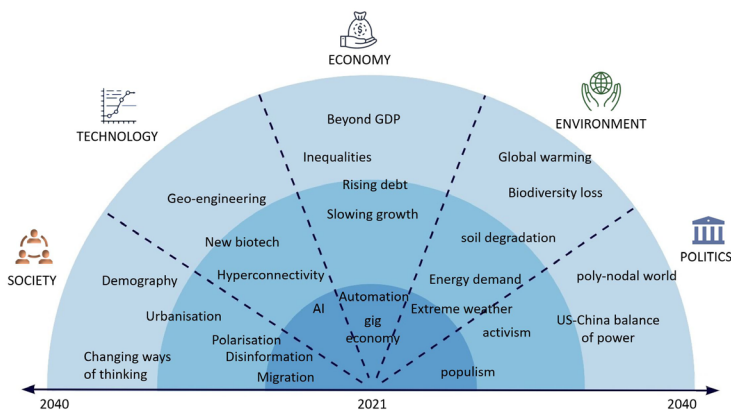 ECONOMY
TECHNOLOGY
ENVIRONMENT
SOCIETY
POLITICS
Beyond GDP
Inequalities
Rising debt
Slowing growth
Automation
gig
economy
Geo-engineering
New biotech
Hyperconnectivity
AI
Global warming
Biodiversity loss
soil degradation
Energy demand
Extreme weather
Demography
Urbanisation
Polarisation
Disinformation
Changing ways
of thinking
Migration
poly-nodal world
US-China balance
of power
activism
populism
2040
2021
2040